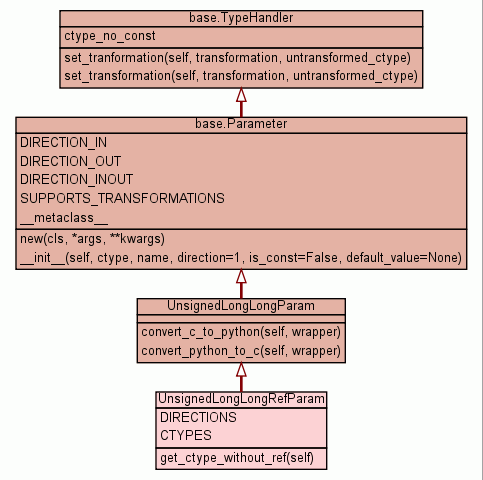 base.TypeHandler
ctype_no_const
set_tranformation(self, transformation, untransformed_ctype)
set_transformation(self, transformation, untransformed_ctype)
base.Parameter
DIRECTION_IN
DIRECTION_OUT
DIRECTION_INOUT
SUPPORTS_TRANSFORMATIONS
__metaclass__
new(cls, *args, **kwargs)
__init__(self, ctype, name, direction=1, is_const=False, default_value=None)
UnsignedLongLongParam
convert_c_to_python(self, wrapper)
convert_python_to_c(self, wrapper)
UnsignedLongLongRefParam
DIRECTIONS
CTYPES
get_ctype_without_ref(self)